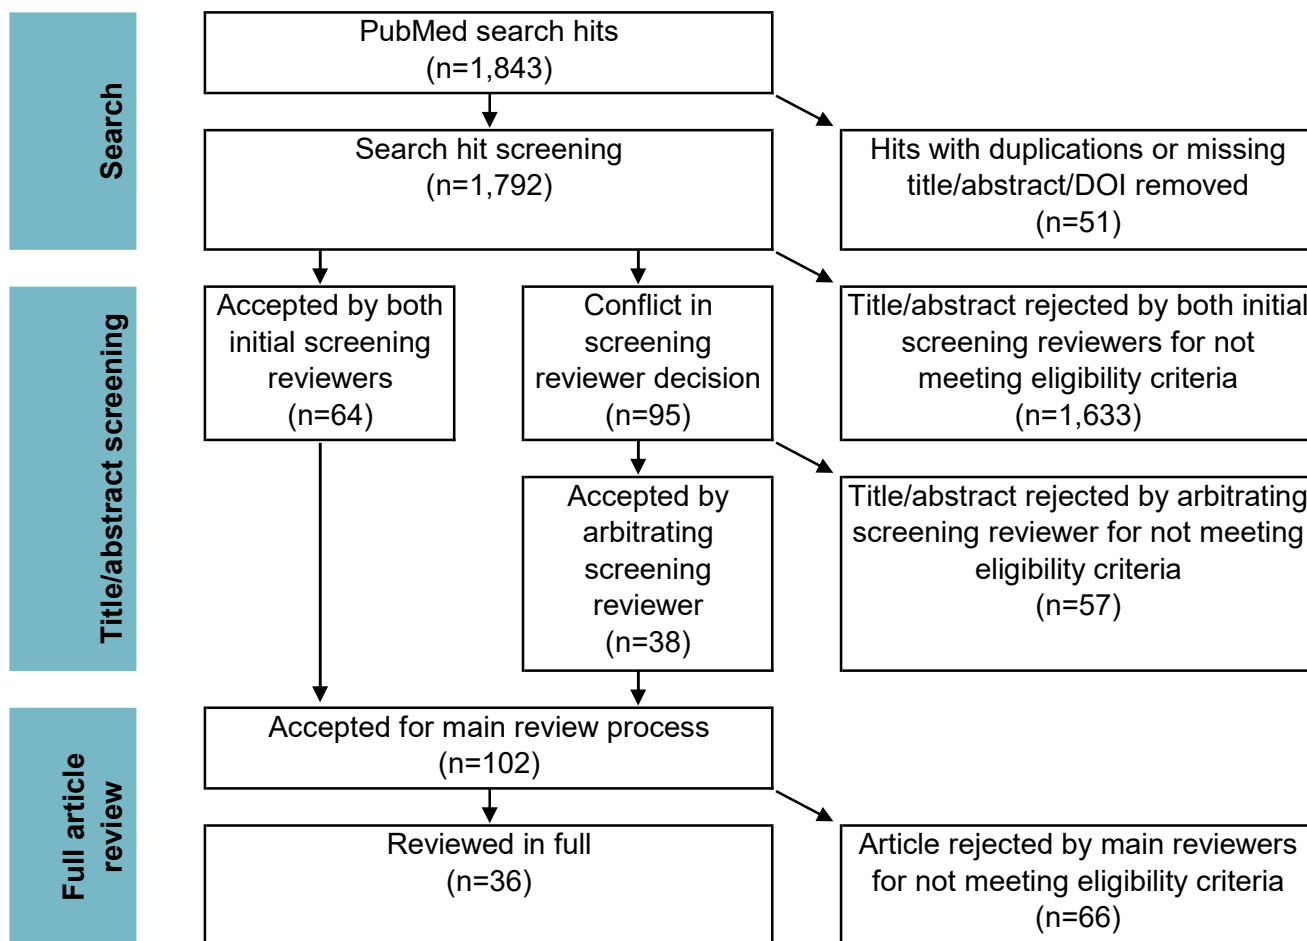 Search
PubMed search hits
(n=1,843)
Search hit screening
(n=1,792)
Hits with duplications or missing
title/abstract/DOI removed
(n=51)
Title/abstract screening
Accepted by both
initial screening
reviewers
(n=64)
Conflict in
screening
reviewer decision
(n=95)
Title/abstract rejected by both initial
screening reviewers for not
meeting eligibility criteria
(n=1,633)
Accepted by
arbitrating
screening
reviewer
(n=38)
Title/abstract rejected by arbitrating
screening reviewer for not meeting
eligibility criteria
(n=57)
Full article
review
Accepted for main review process
(n=102)
Reviewed in full
(n=36)
Article rejected by main reviewers
for not meeting eligibility criteria
(n=66)